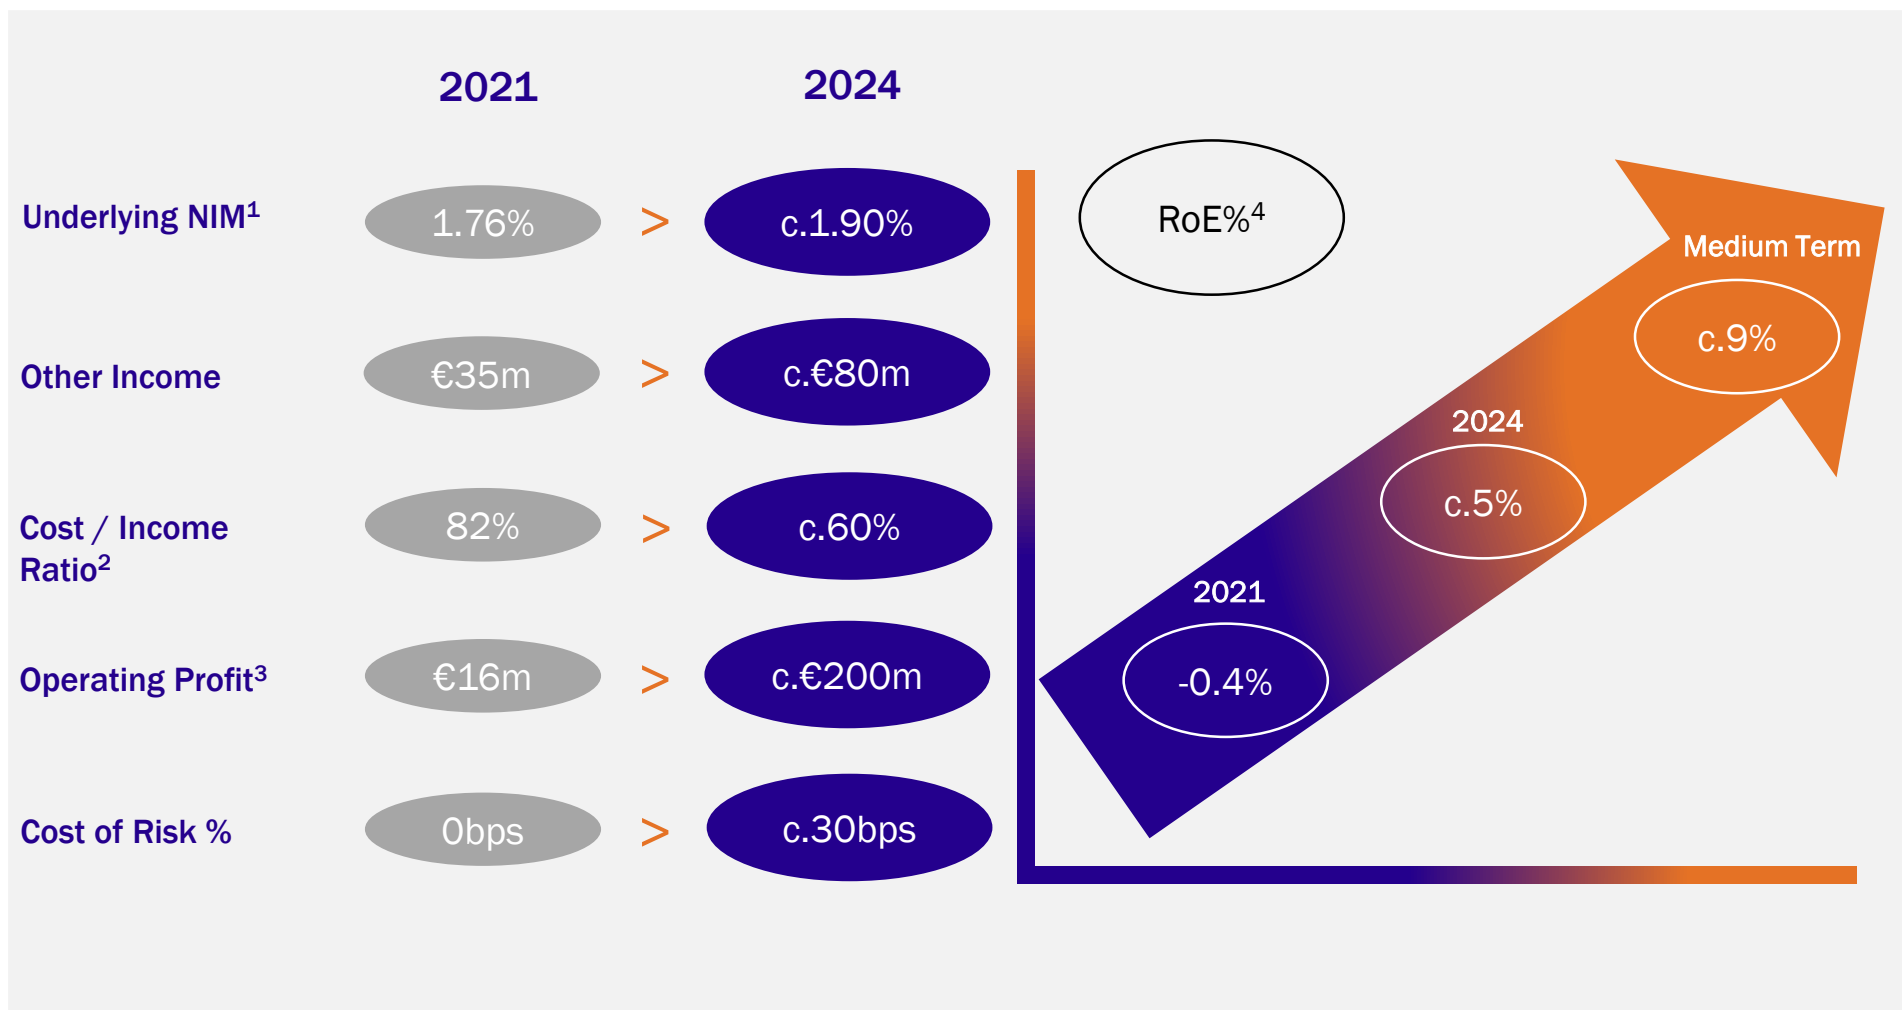 2021 2024
Underlying NIM¹ 1.76% > c.1.90%
Other Income €35m > c.€80m
Cost / Income
Ratio² 82% > c.60%
Operating Profit³ €16m > c.€200m
Cost of Risk % 0bps > c.30bps
RoE%⁴
Medium Term
c.9%
2024
c.5%
2021
-0.4%